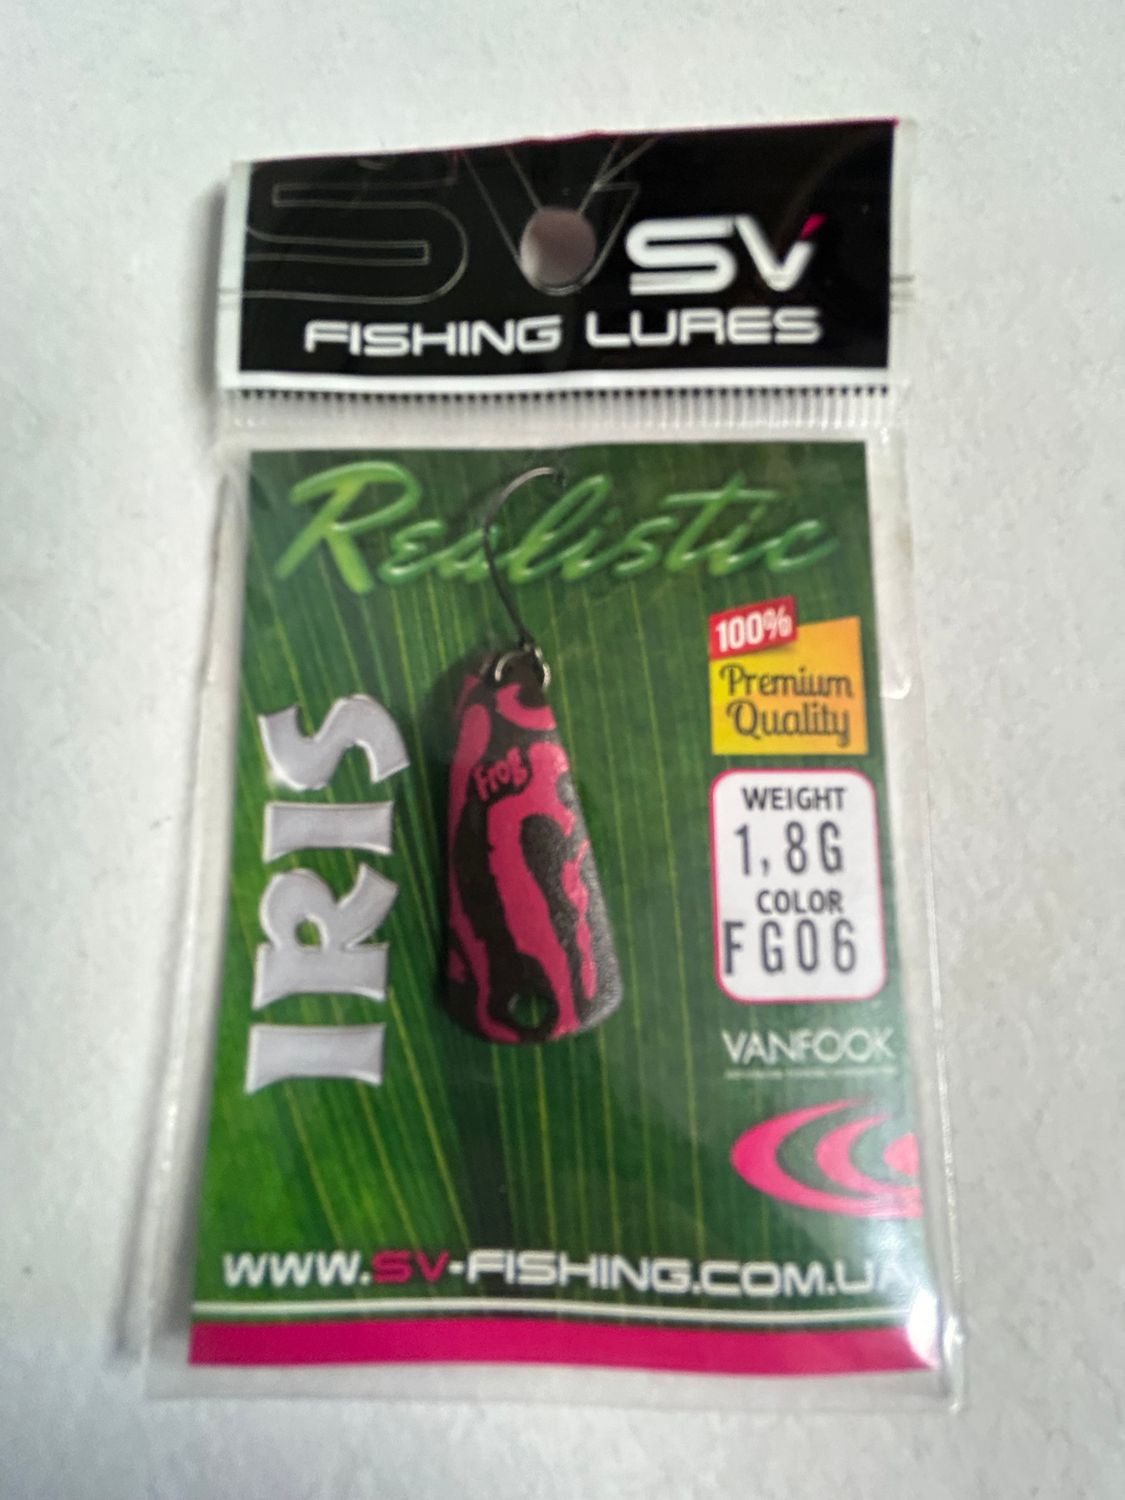 SV
SV
FISHING LURES
Realistic
100%
Premium
Quality
IRIS
Frog
WEIGHT
1,8G
COLOR
FG06
VANFOOK
WWW.SV-FISHING.COM.UA